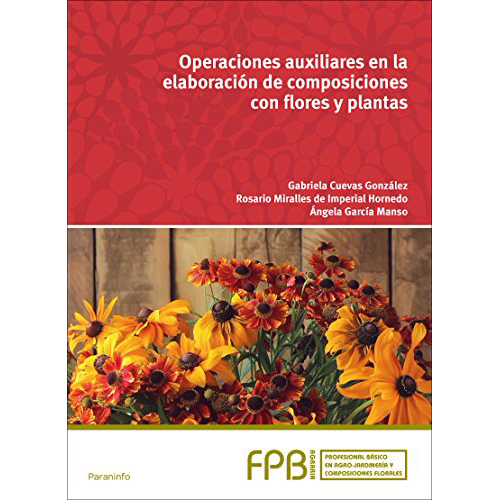 Operaciones auxiliares en la
elaboración de composiciones
con flores y plantas
Gabriela Cuevas González
Rosario Miralles de Imperial Hornedo
Ángela García Manso
Paraninfo
FPB
AGRARIA
PROFESIONAL BÁSICO
EN AGRO-JARDINERÍA Y
COMPOSICIONES FLORALES